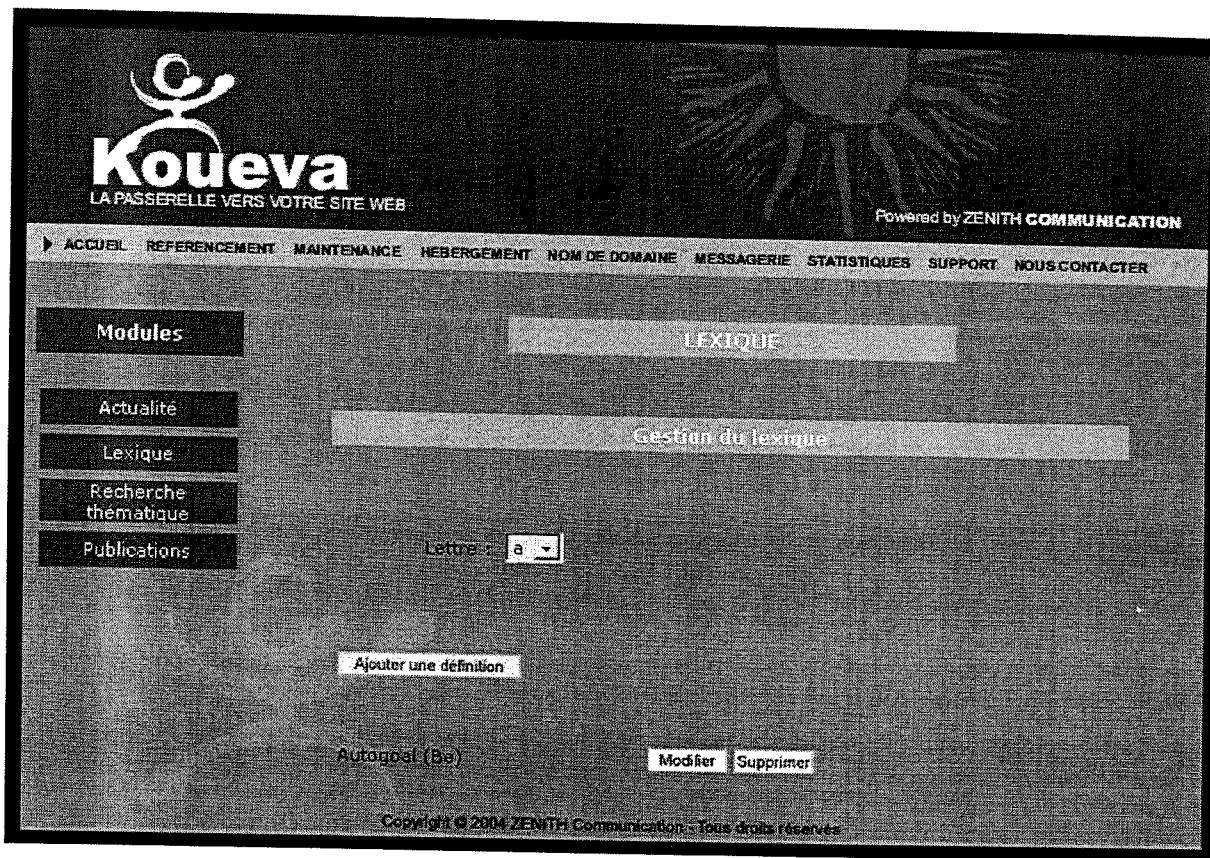 Koueva
LA PASSERELLE VERS VOTRE SITE WEB
Powered by ZENITH COMMUNICATION
ACCUEIL REFERENCEMENT MAINTENANCE HEBERGEMENT NOM DE DOMAINE MESSAGERIE STATISTIQUES SUPPORT NOUS CONTACTER
Modules
LEXIQUE
Actualité
Gestion du lexique
Lexique
Recherche
thématique
Publications
Lettre : a
Ajouter une définition
Autogoal (Be)
Modifier Supprimer
Copyright © 2004 ZENITH Communication - Tous droits réservés